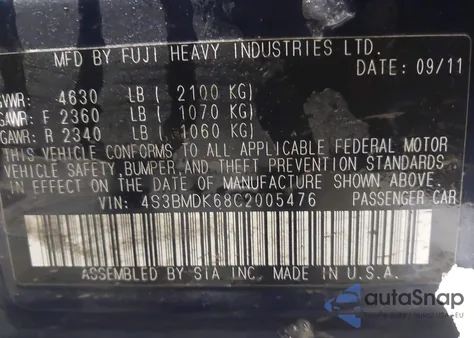 MFD BY FUJI HEAVY INDUSTRIES LTD.
DATE: 09/11
GVWR: 4630 LB ( 2100 KG)
GAWR: F 2360 LB ( 1070 KG)
GAWR: R 2340 LB ( 1060 KG)
THIS VEHICLE CONFORMS TO ALL APPLICABLE FEDERAL MOTOR
VEHICLE SAFETY, BUMPER, AND THEFT PREVENTION STANDARDS
IN EFFECT ON THE DATE OF MANUFACTURE SHOWN ABOVE.
VIN: 4S3BMDK68C2005476 PASSENGER CAR
ASSEMBLED BY SIA INC. MADE IN U.S.A.
autoSnap